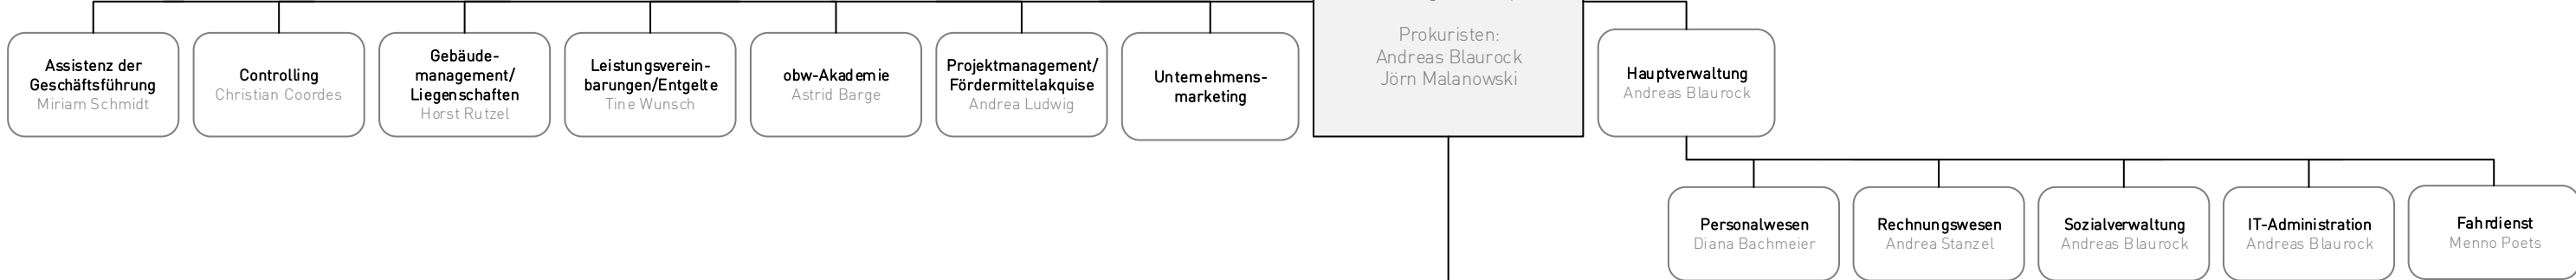 Assistenz der
Geschäftsführung
Miriam Schmidt
Controlling
Christian Coordes
Gebäude-
management/
Liegenschaften
Horst Rutzel
Leistungsverein-
barungen/Entgelte
Tine Wunsch
obw-Akademie
Astrid Barge
Projektmanagement/
Fördermittelakquise
Andrea Ludwig
Unternehmens-
marketing
Prokuristen:
Andreas Blaurock
Jörn Malanowski
Hauptverwaltung
Andreas Blaurock
Personalwesen
Diana Bachmeier
Rechnungswesen
Andrea Stanzel
Sozialverwaltung
Andreas Blaurock
IT-Administration
Andreas Blaurock
Fahrdienst
Menno Poets